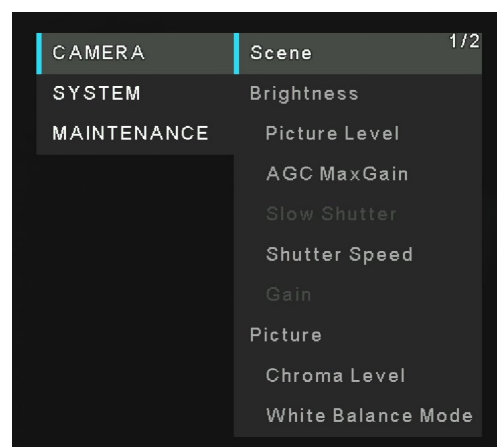 CAMERA
SYSTEM
MAINTENANCE
1/2
Scene
Brightness
Picture Level
AGC MaxGain
Slow Shutter
Shutter Speed
Gain
Picture
Chroma Level
White Balance Mode